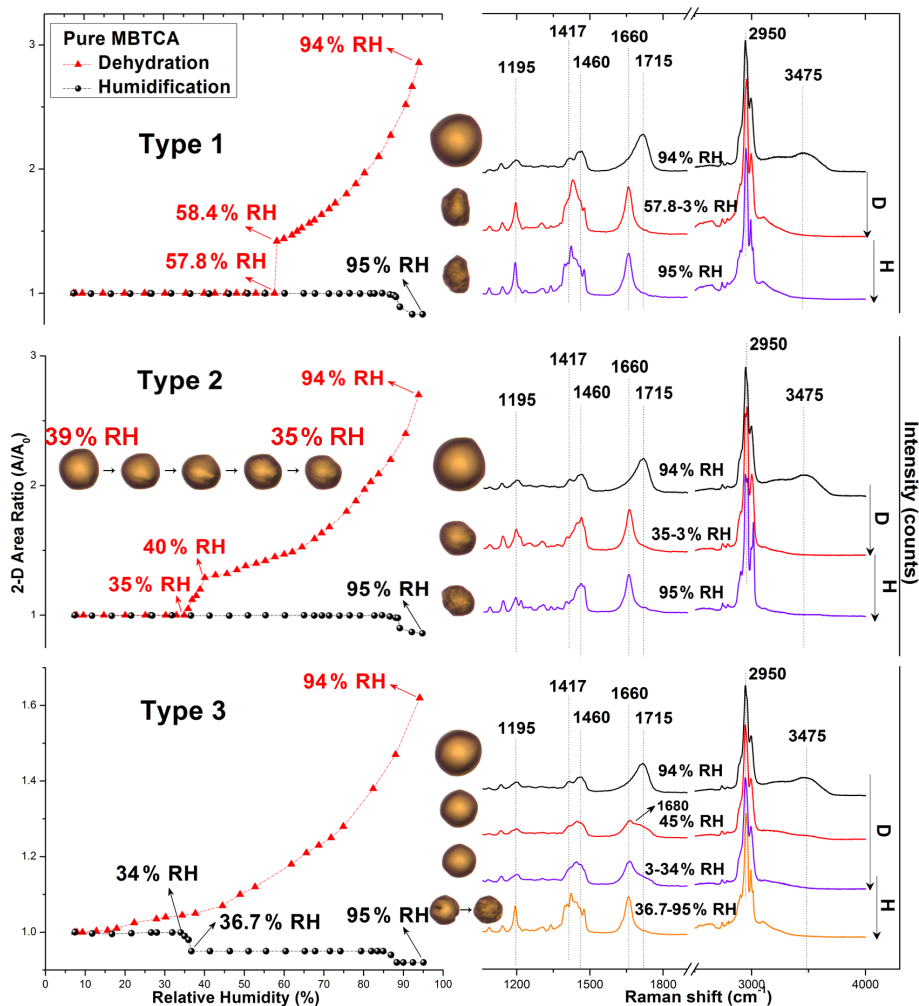 Pure MBTCA
Dehydration
Humidification
Type 1
94% RH
58.4% RH
57.8% RH
95% RH
3
2
1
1195
1417
1460
1660
1715
2950
3475
94% RH
57.8-3% RH
95% RH
D
H
Type 2
94% RH
39% RH
35% RH
40% RH
35% RH
95% RH
3
2
1
1195
1417
1460
1660
1715
2950
3475
94% RH
35-3% RH
95% RH
D
H
2-D Area Ratio (A/A0)
Intensity (counts)
Type 3
94% RH
34% RH
36.7% RH
95% RH
1.6
1.4
1.2
1.0
1195
1417
1460
1660
1715
2950
3475
94% RH
1680
45% RH
3-34% RH
36.7-95% RH
D
H
0 10 20 30 40 50 60 70 80 90 100
Relative Humidity (%)
1200 1500 1800 3000 4000
Raman shift (cm-1)